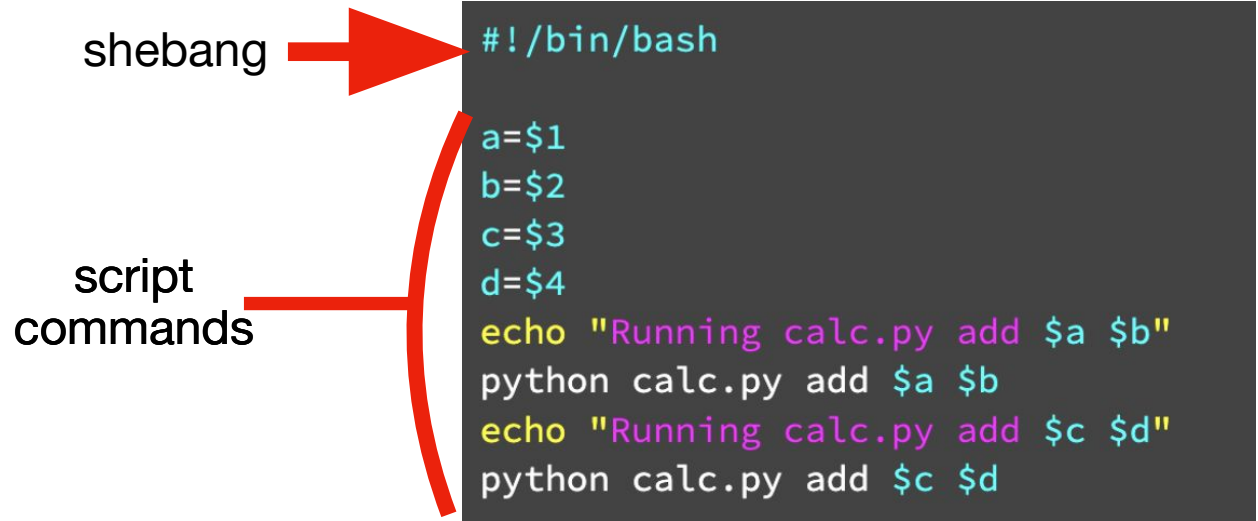 shebang
#!/bin/bash
script
commands
a=$1
b=$2
c=$3
d=$4
echo "Running calc.py add $a $b"
python calc.py add $a $b
echo "Running calc.py add $c $d"
python calc.py add $c $d